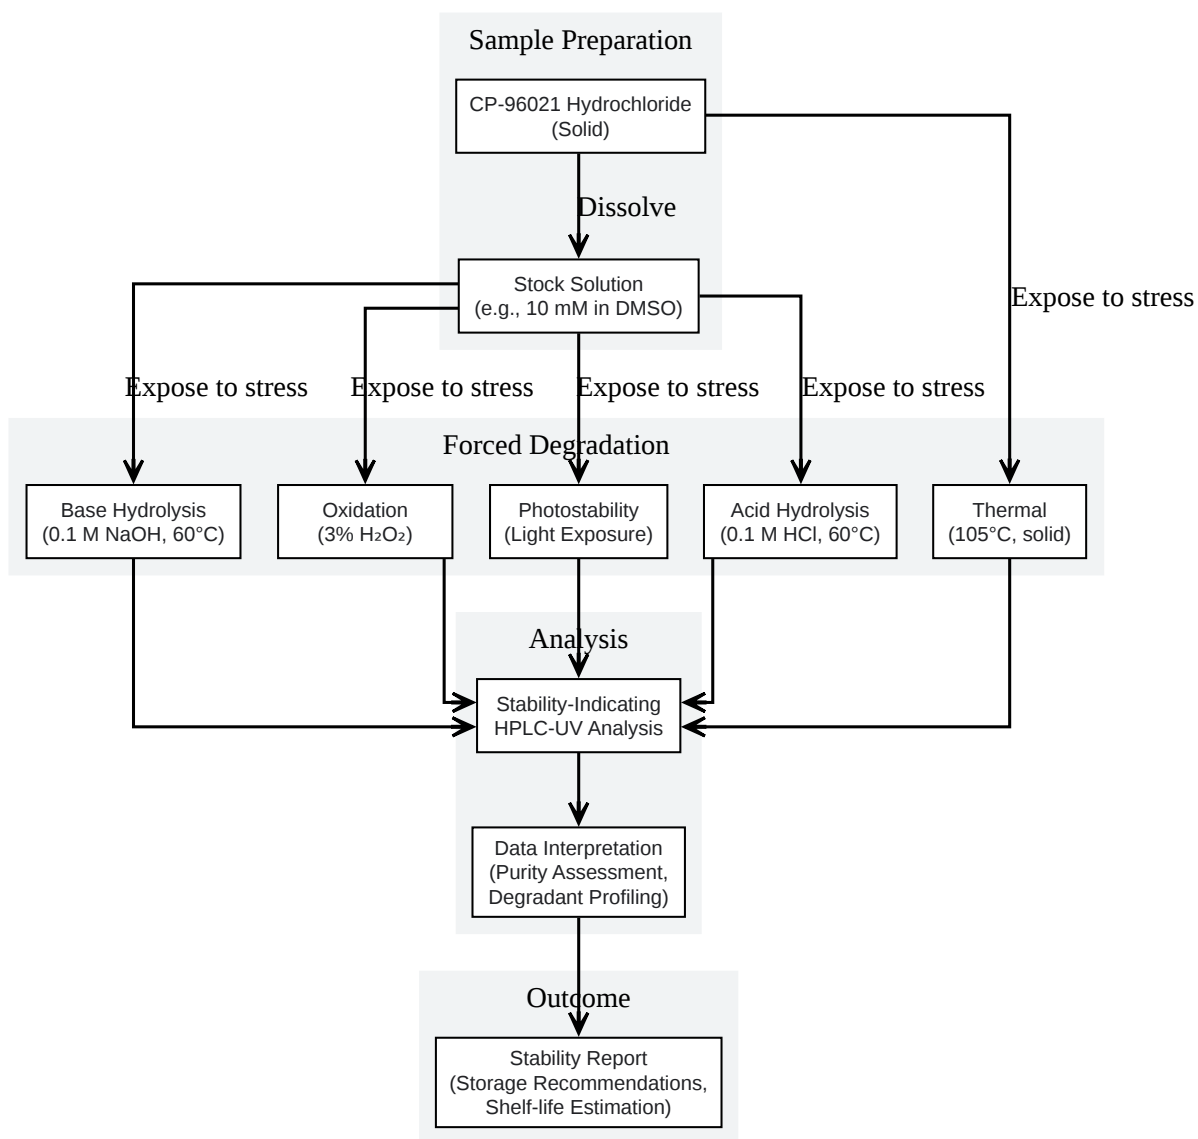 Sample Preparation
CP-96021 Hydrochloride
(Solid)
Dissolve
Stock Solution
(e.g., 10 mM in DMSO)
Expose to stress
Expose to stress
Expose to stress
Expose to stress
Expose to stress
Forced Degradation
Base Hydrolysis
(0.1 M NaOH, 60°C)
Oxidation
(3% H₂O₂)
Photostability
(Light Exposure)
Acid Hydrolysis
(0.1 M HCl, 60°C)
Thermal
(105°C, solid)
Analysis
Stability-Indicating
HPLC-UV Analysis
Data Interpretation
(Purity Assessment,
Degradant Profiling)
Outcome
Stability Report
(Storage Recommendations,
Shelf-life Estimation)